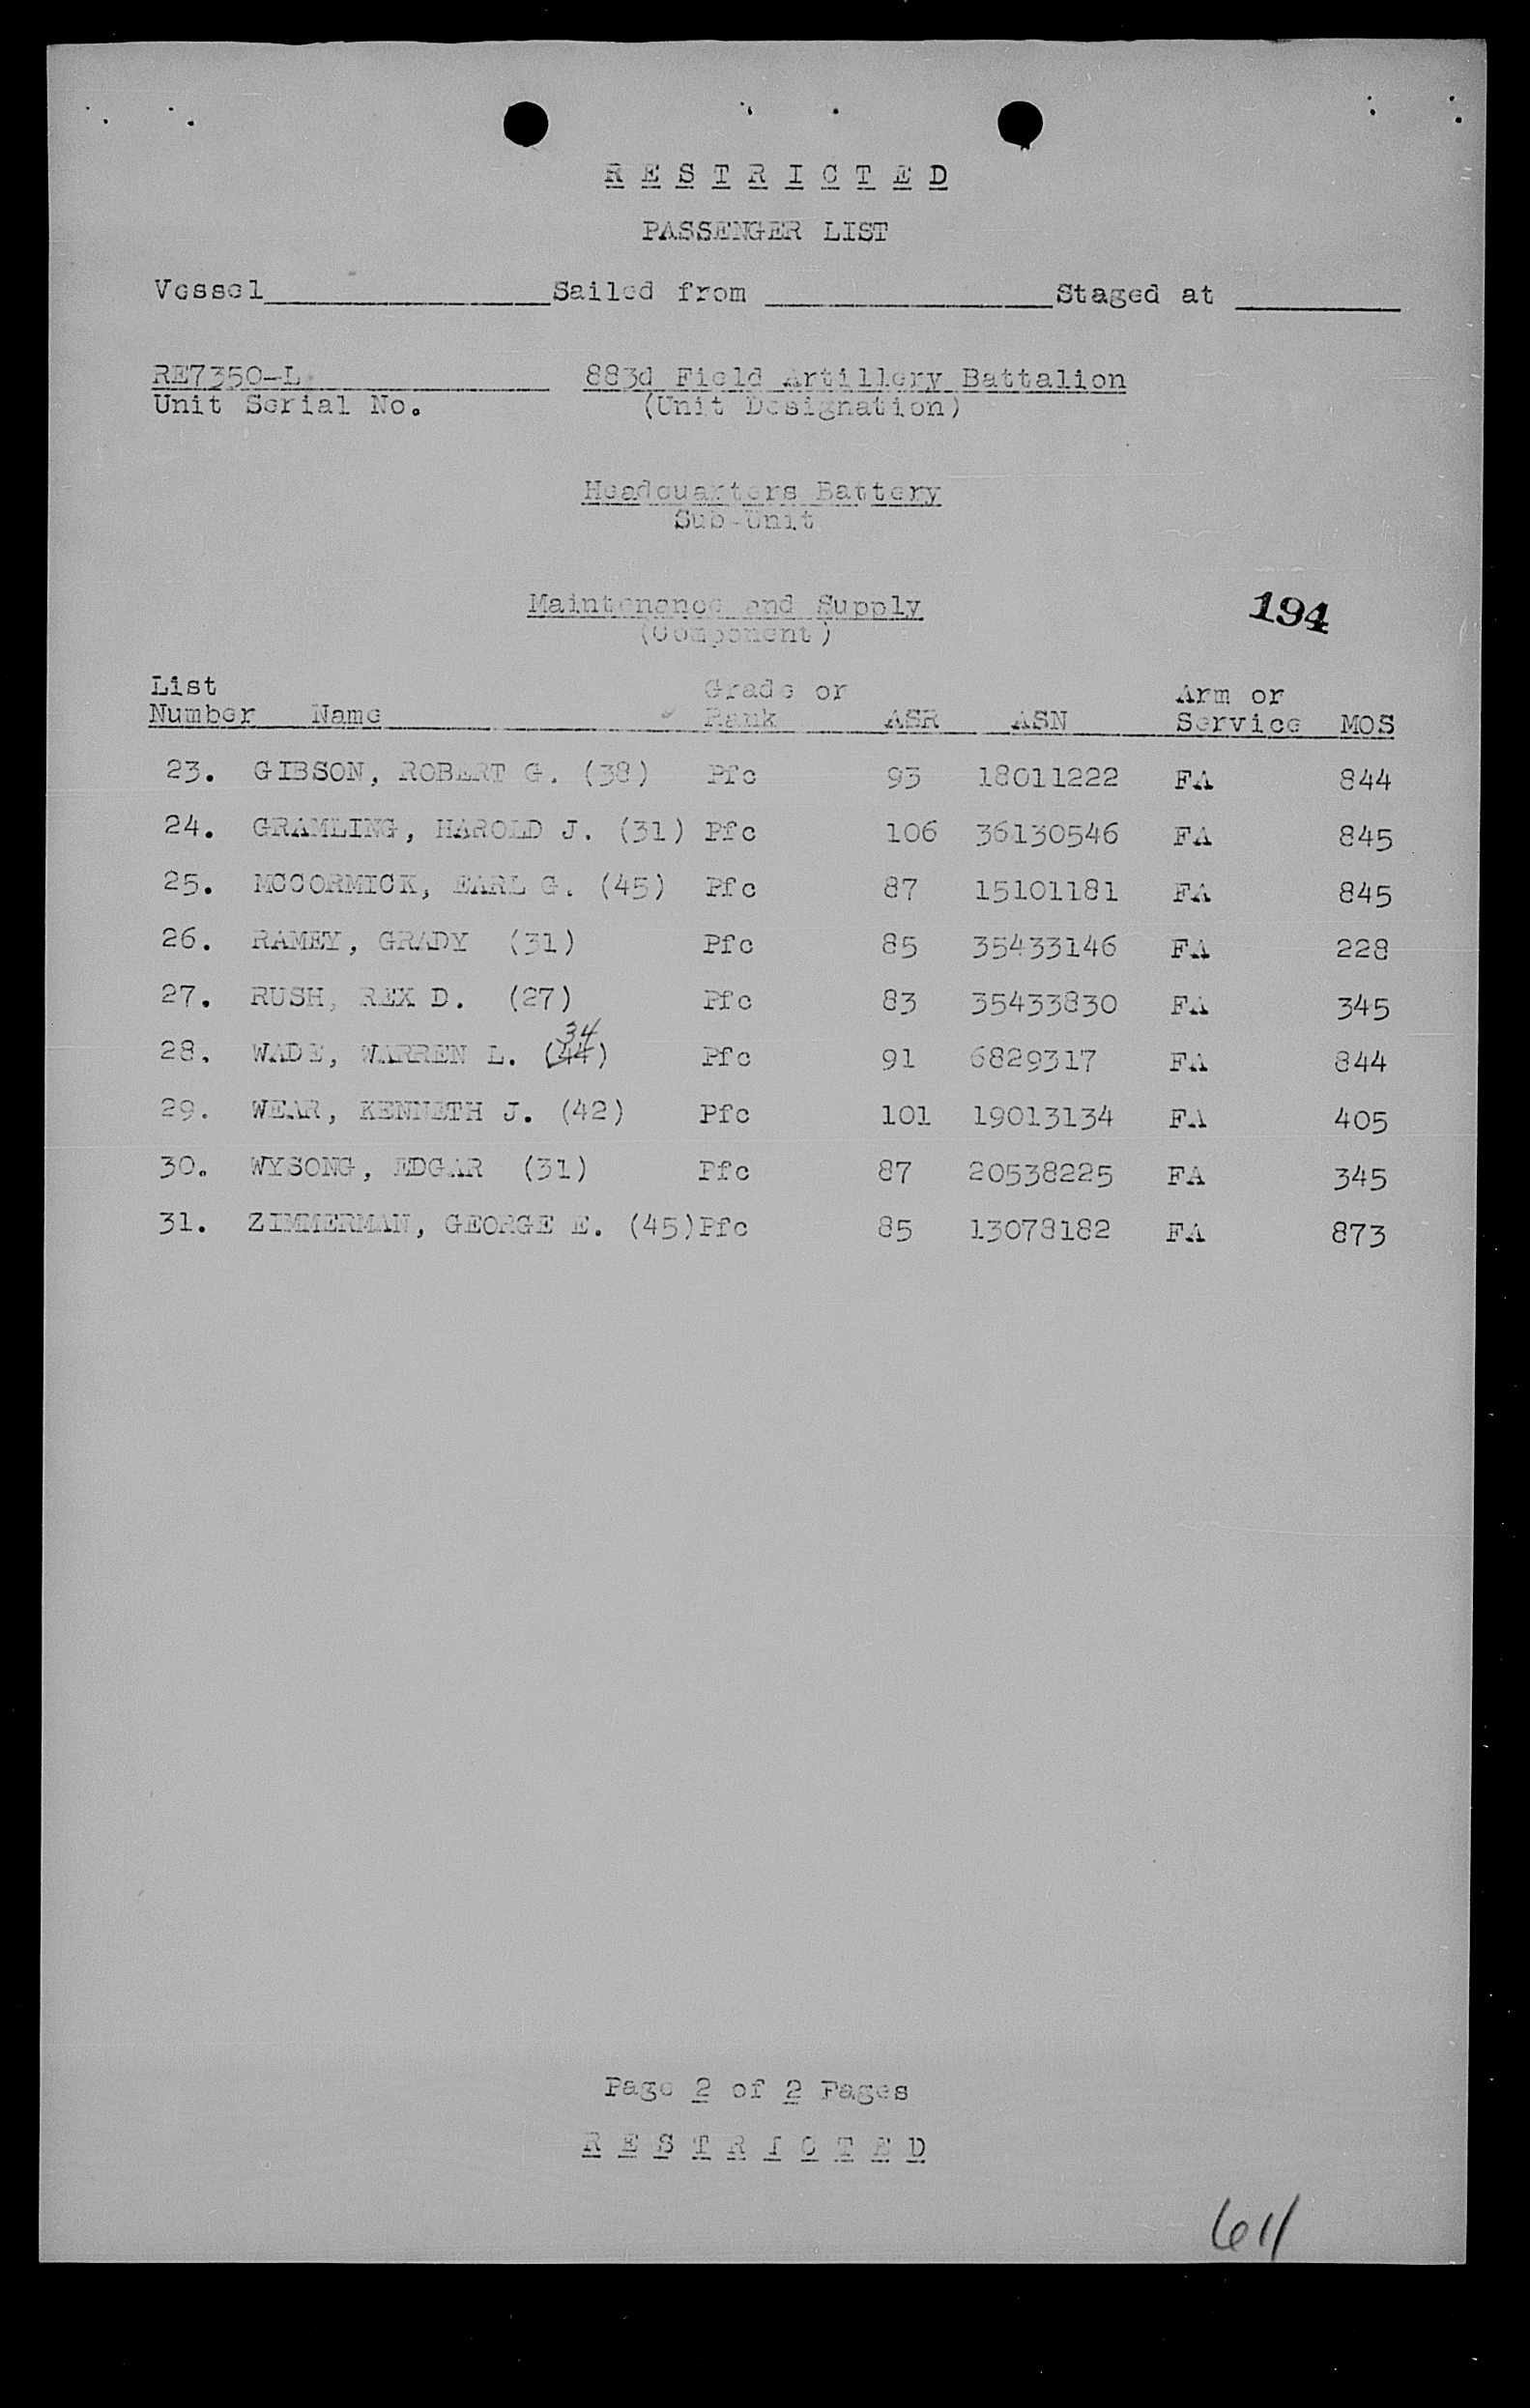 R E S T R I C T E D
PASSENGER LIST
Vessel______________Sailed from ______________Staged at ________
RE7350-L 883d Field Artillery Battalion
Unit Serial No. (Unit Designation)
Headquarters Battery
Sub-Unit
Maintenance and Supply
(Component)
194
List Grade or Arm or
Number Name Rank ASR ASN Service MOS
23. GIBSON, ROBERT G. (38) Pfc 93 18011222 FA 844
24. GRAMLING, HAROLD J. (31) Pfc 106 36130546 FA 845
25. MCCORMICK, EARL G. (45) Pfc 87 15101181 FA 845
26. RAMEY, GRADY (31) Pfc 85 35433146 FA 228
27. RUSH, REX D. (27) Pfc 83 35433830 FA 345
34
28. WADE, WARREN L. (44) Pfc 91 6829317 FA 844
29. WEAR, KENNETH J. (42) Pfc 101 19013134 FA 405
30. WYSONG, EDGAR (31) Pfc 87 20538225 FA 345
31. ZIMMERMAN, GEORGE E. (45) Pfc 85 13078182 FA 873
Page 2 of 2 Pages
R E S T R I C T E D
611